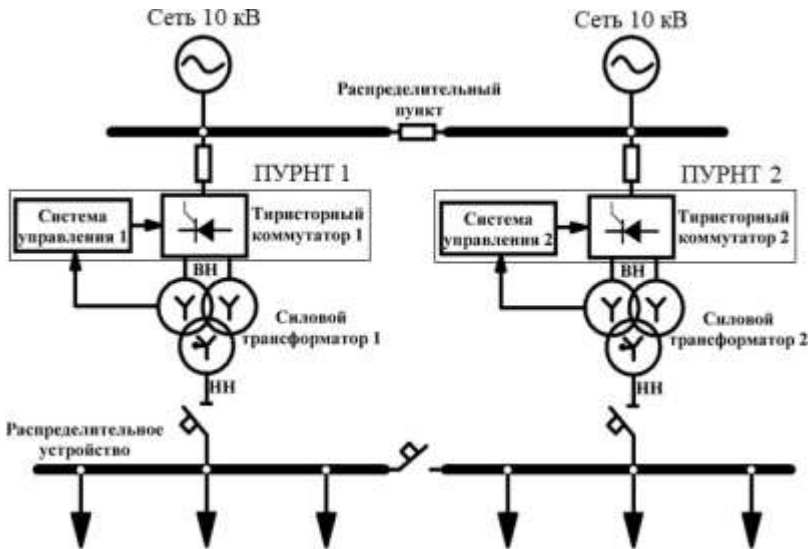 Сеть 10 кВ
Сеть 10 кВ
Распределительный
пункт
ПУРНТ 1
ПУРНТ 2
Система
управления 1
Тиристорный
коммутатор 1
Система
управления 2
Тиристорный
коммутатор 2
ВН
ВН
Силовой
трансформатор 1
Силовой
трансформатор 2
НН
НН
Распределительное
устройство